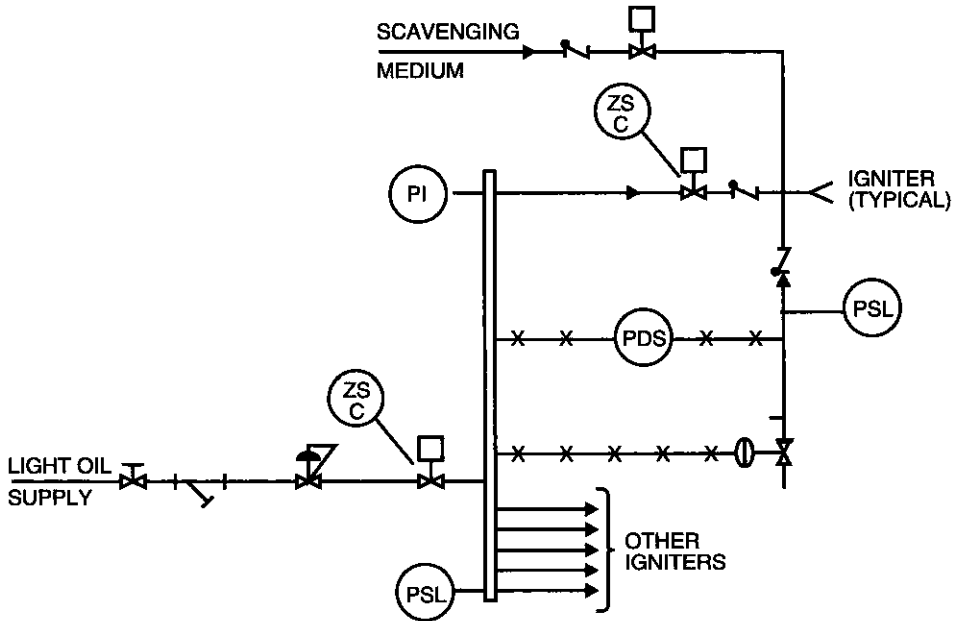 SCAVENGING
MEDIUM
ZS
C
PI
IGNITER
(TYPICAL)
PSL
PDS
ZS
C
LIGHT OIL
SUPPLY
OTHER
IGNITERS
PSL